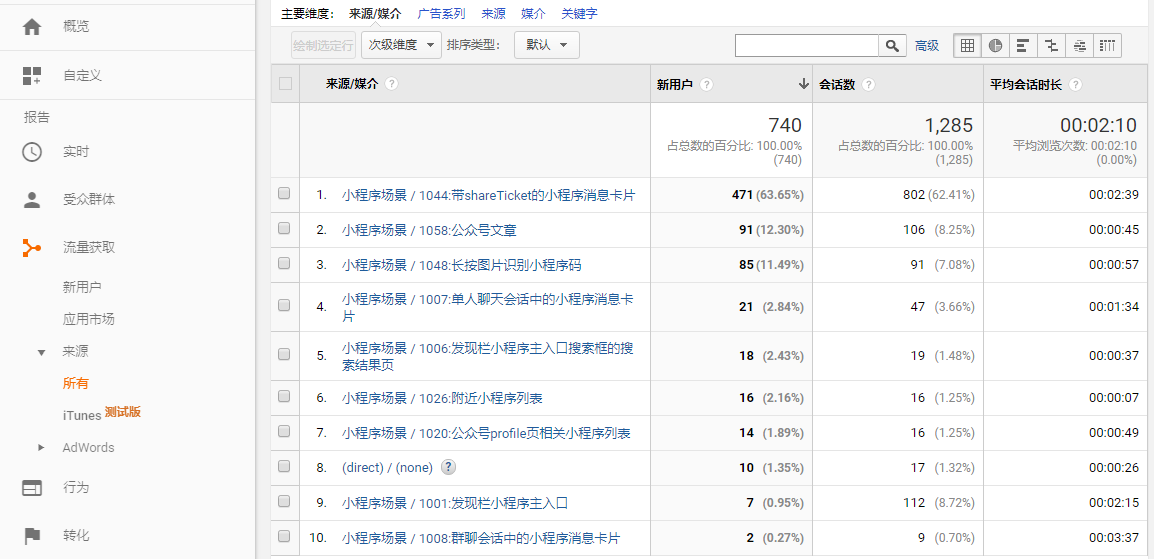 概览
自定义
报告
实时
受众群体
流量获取
新用户
应用市场
来源
所有
iTunes 测试版
AdWords
行为
转化
主要维度: 来源/媒介 广告系列 来源 媒介 关键字
绘制选定行 次级维度 排序类型: 默认 高级
来源/媒介 ? 新用户 ? 会话数 ? 平均会话时长 ?
740 1,285 00:02:10
占总数的百分比: 100.00% 占总数的百分比: 100.00% 平均浏览次数: 00:02:10
(740) (1,285) (0.00%)
1. 小程序场景 / 1044:带shareTicket的小程序消息卡片 471 (63.65%) 802 (62.41%) 00:02:39
2. 小程序场景 / 1058:公众号文章 91 (12.30%) 106 (8.25%) 00:00:45
3. 小程序场景 / 1048:长按图片识别小程序码 85 (11.49%) 91 (7.08%) 00:00:57
4. 小程序场景 / 1007:单人聊天会话中的小程序消息卡 21 (2.84%) 47 (3.66%) 00:01:34
片
5. 小程序场景 / 1006:发现栏小程序主入口搜索框的搜 18 (2.43%) 19 (1.48%) 00:00:37
索结果页
6. 小程序场景 / 1026:附近小程序列表 16 (2.16%) 16 (1.25%) 00:00:07
7. 小程序场景 / 1020:公众号profile页相关小程序列表 14 (1.89%) 16 (1.25%) 00:00:49
8. (direct) / (none) ? 10 (1.35%) 17 (1.32%) 00:00:26
9. 小程序场景 / 1001:发现栏小程序主入口 7 (0.95%) 112 (8.72%) 00:02:15
10. 小程序场景 / 1008:群聊会话中的小程序消息卡片 2 (0.27%) 9 (0.70%) 00:03:37